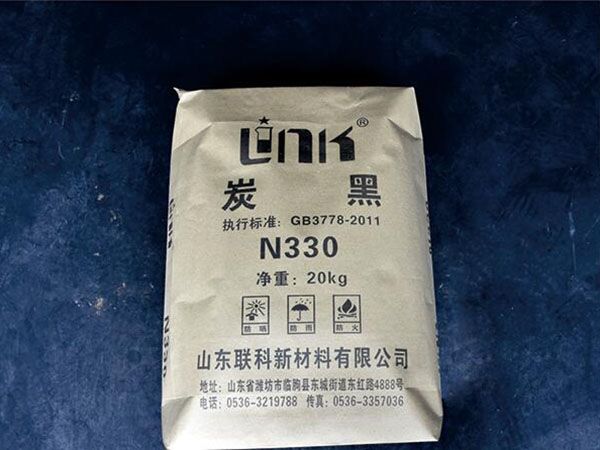 LINK®
炭 黑
执行标准：GB3778-2011
N330
净重：20kg
防晒 防雨 防火
山东联科新材料有限公司
地址：山东省潍坊市临朐县东城街道东红路4888号
电话：0536-3219788 传真：0536-3357036
N330